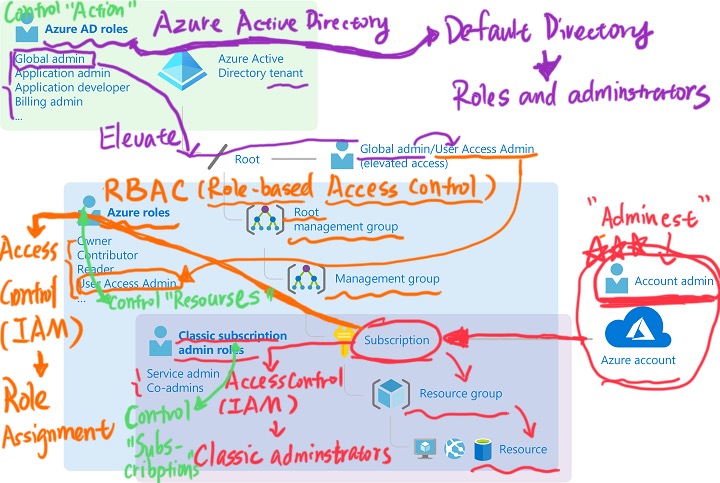 Control "Action"
Azure AD roles
Azure Active Directory
Default Directory
Roles and adminstrators
Global admin
Application admin
Application developer
Billing admin
...
Azure Active
Directory tenant
Elevate
Root
Global admin/User Access Admin
(elevated access)
RBAC (Role-based Access Control)
Azure roles
Owner
Contributor
Reader
User Access Admin
...
Root
management group
Management group
Access
Control
(IAM)
Role
Assignment
Control "Resourses"
"Adminest"
Account admin
Azure account
Classic subscription
admin roles
Service admin
Co-admins
Subscription
Access Control
(IAM)
Classic adminstrators
Control
"Subs-
cribptions"
Resource group
Resource